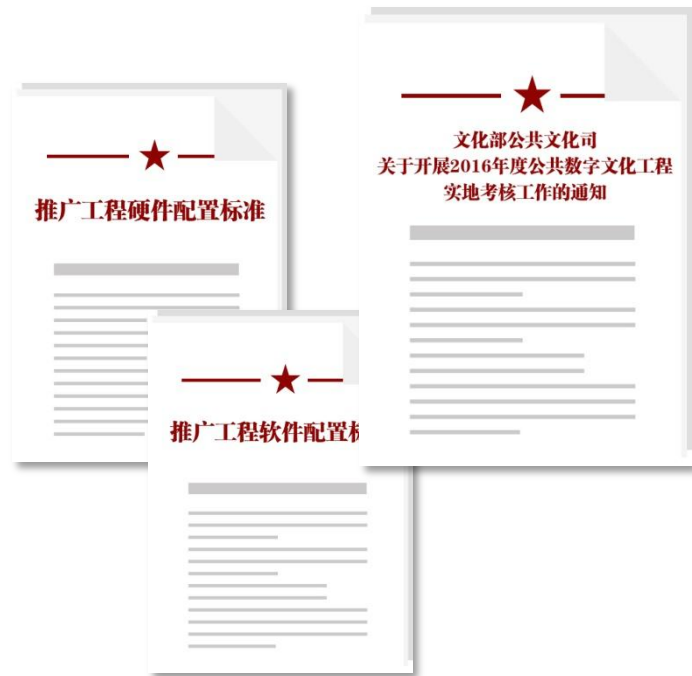 推广工程硬件配置标准
文化部公共文化司
关于开展2016年度公共数字文化工程
实地考核工作的通知
推广工程软件配置